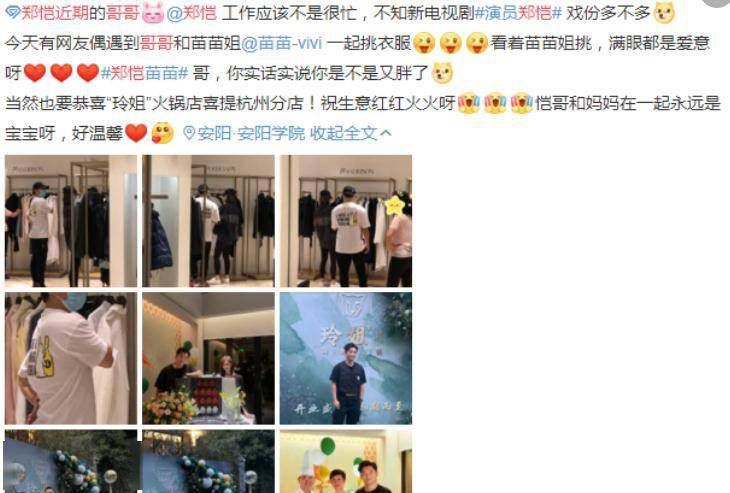 郑恺近期的哥哥@郑恺 工作应该不是很忙，不知新电视剧#演员郑恺# 戏份多不多
今天有网友偶遇到哥哥和苗苗姐@苗苗-vivi 一起挑衣服看着苗苗姐挑，满眼都是爱意
呀#郑恺苗苗# 哥，你实话实说你是不是又胖了
当然也要恭喜“玲姐”火锅店喜提杭州分店！祝生意红红火火呀恺哥和妈妈在一起永远是
宝宝呀，好温馨 安阳·安阳学院 收起全文
玲姐